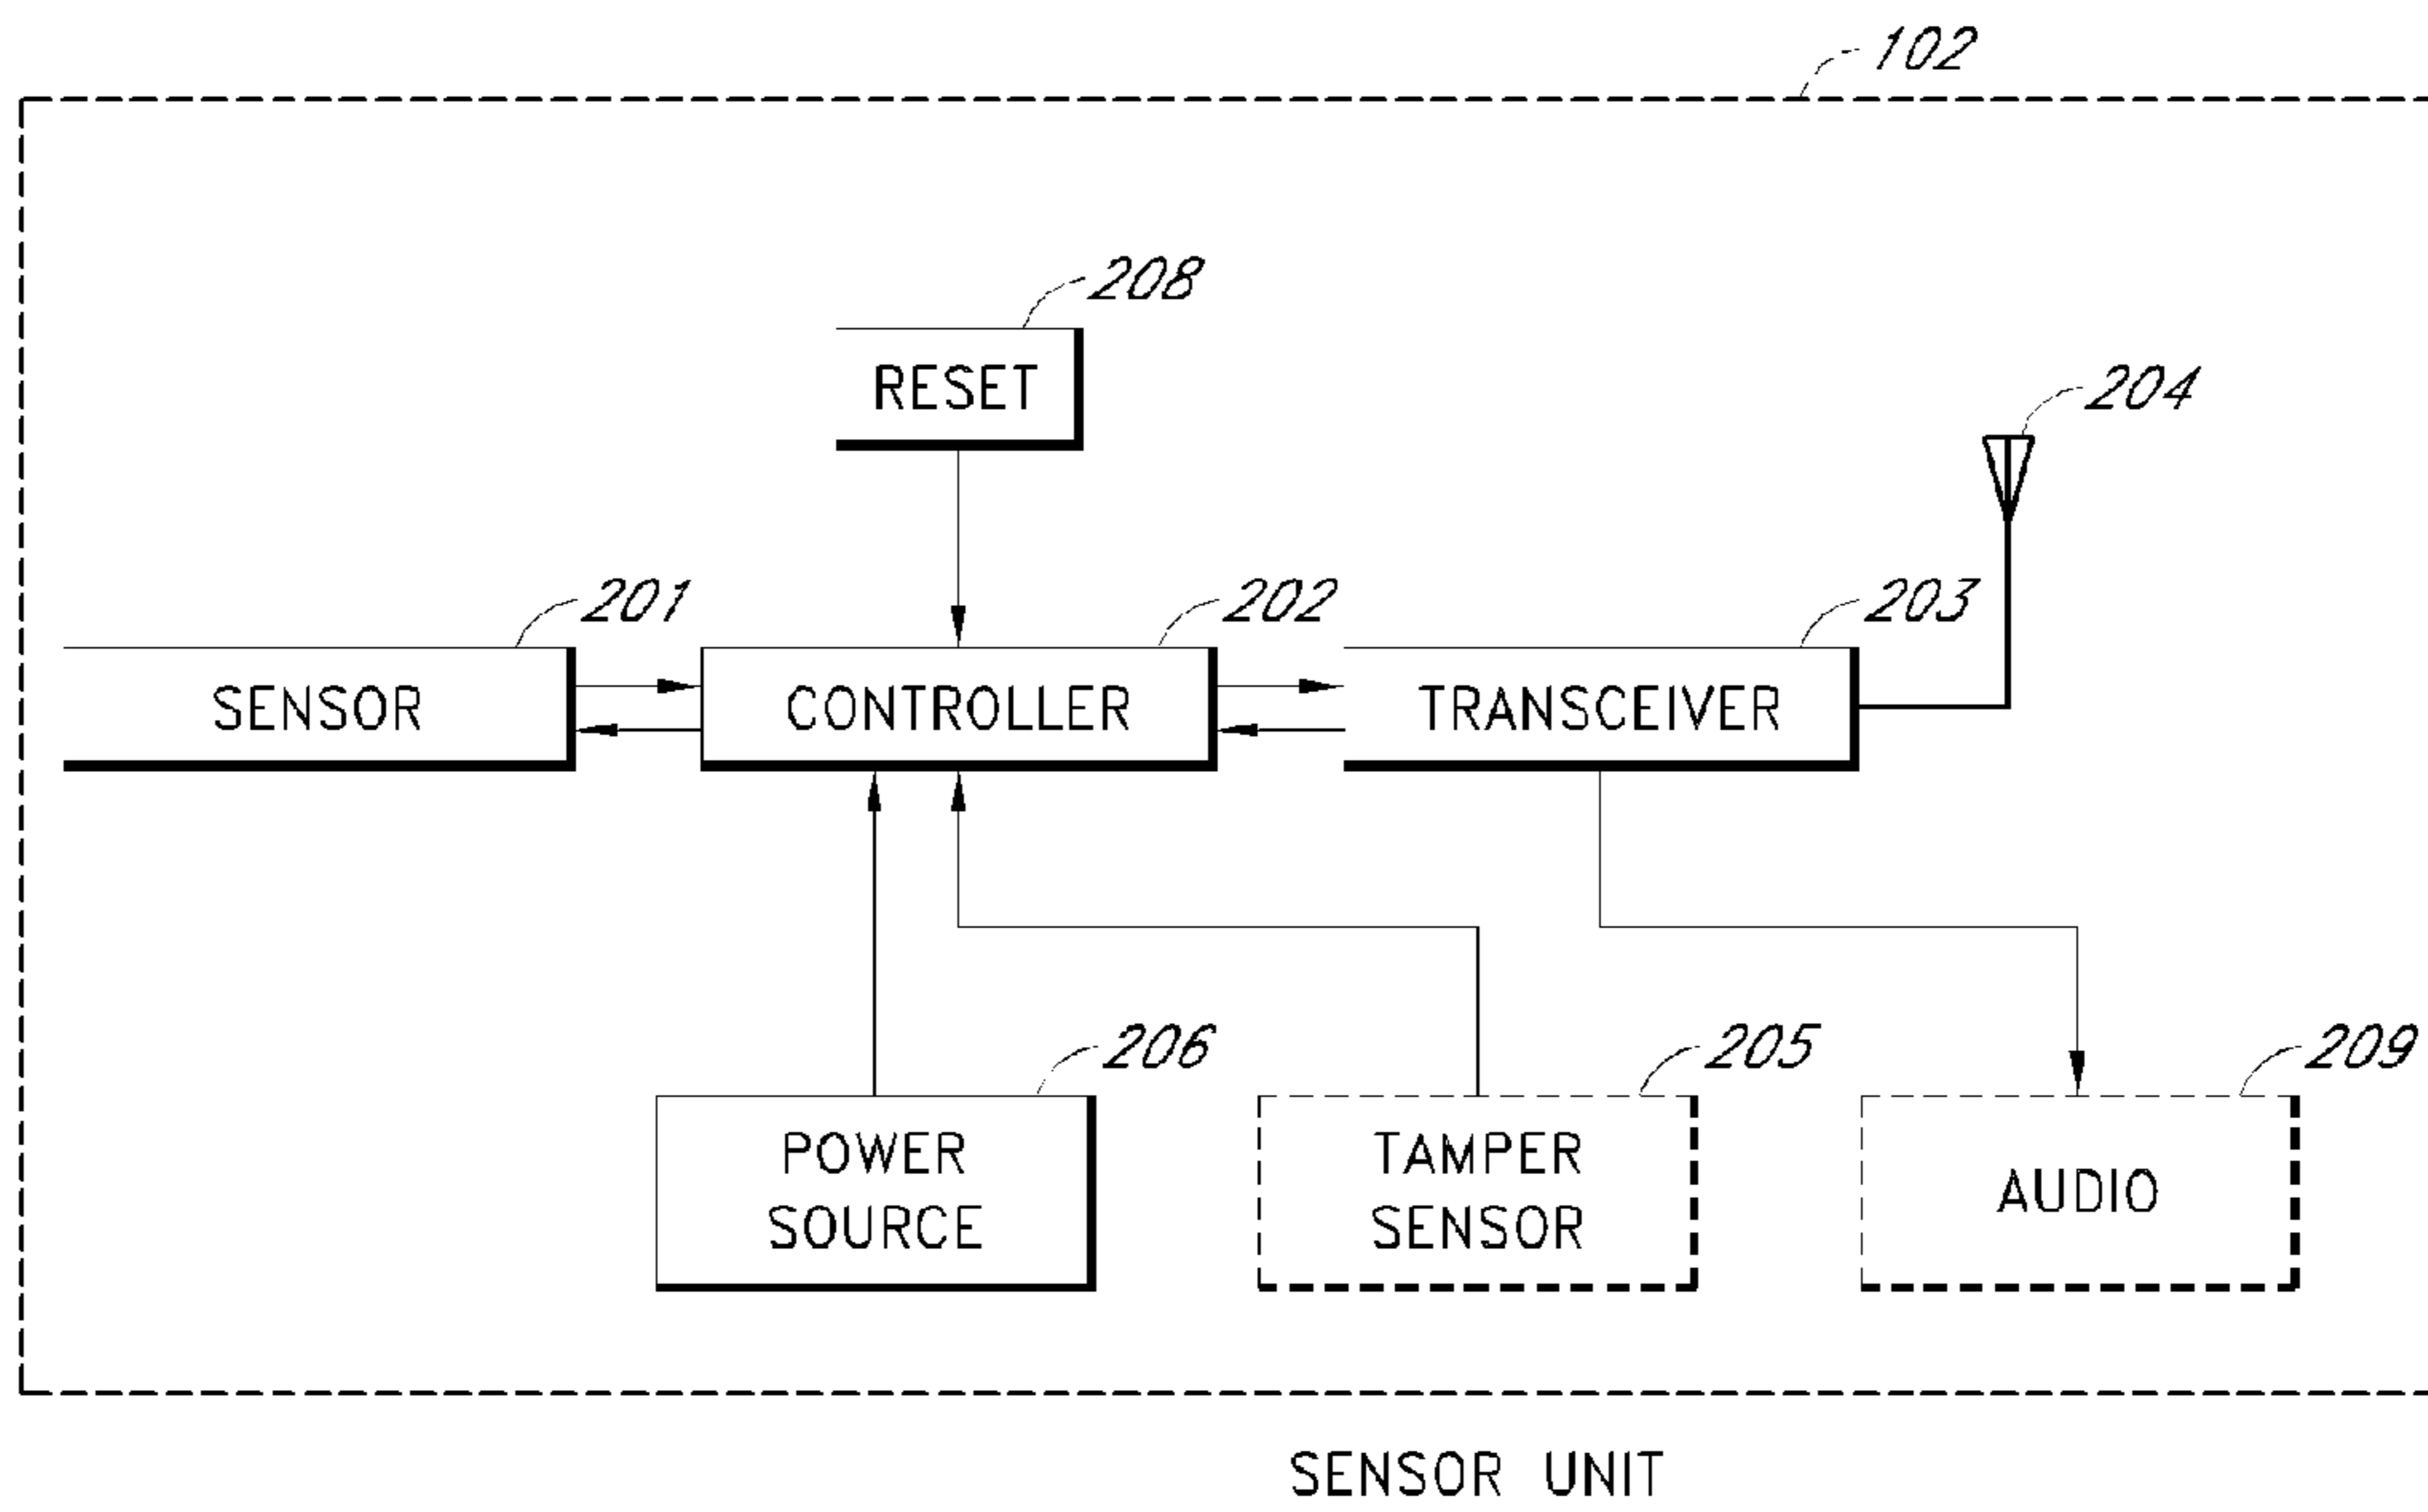 102
208
RESET
204
201
202
203
SENSOR
CONTROLLER
TRANSCEIVER
206
205
209
POWER
SOURCE
TAMPER
SENSOR
AUDIO
SENSOR UNIT